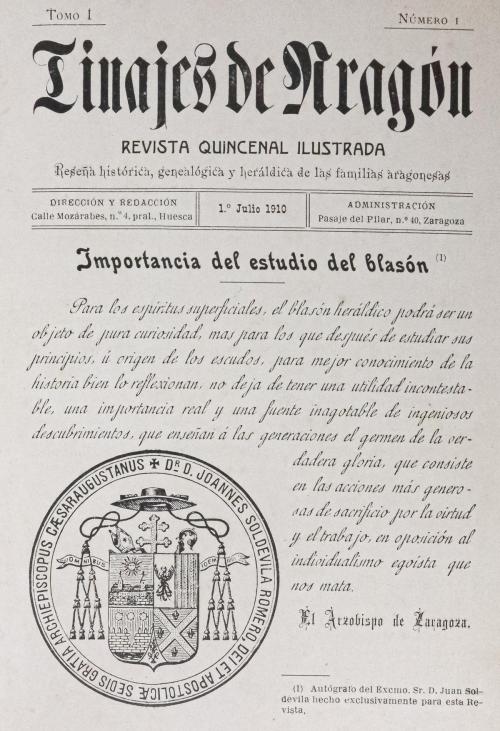 Tomo I
Número 1
Linajes de Aragón
REVISTA QUINCENAL ILUSTRADA
Reseña histórica, genealógica y heráldica de las familias aragonesas
DIRECCIÓN Y REDACCIÓN
Calle Mozárabes, n.º 4, pral., Huesca
1.º Julio 1910
ADMINISTRACIÓN
Pasaje del Pilar, n.º 40, Zaragoza
Importancia del estudio del blasón (1)
Para los espíritus superficiales, el blasón heráldico podrá ser un
objeto de pura curiosidad, mas para los que después de estudiar sus
principios, ú origen de los escudos, para mejor conocimiento de la
historia bien lo reflexionan, no deja de tener una utilidad incontesta-
ble, una importancia real y una fuente inagotable de ingeniosos
descubrimientos, que enseñan á las generaciones el germen de la ver-
dadera gloria, que consiste
en las acciones más genero-
sas de sacrificio por la virtud
y el trabajo, en oposición al
individualismo egoísta que
nos mata.
El Arzobispo de Zaragoza.
✠ DR. D. JOANNES SOLDEVILA ROMERO, DEI ET APOSTOLICÆ SEDIS GRATIA ARCHIEPISCOPUS CÆSARAUGUSTANUS
OMNIBUS
(1) Autógrafo del Excmo. Sr. D. Juan Sol-
devila hecho exclusivamente para esta Re-
vista.